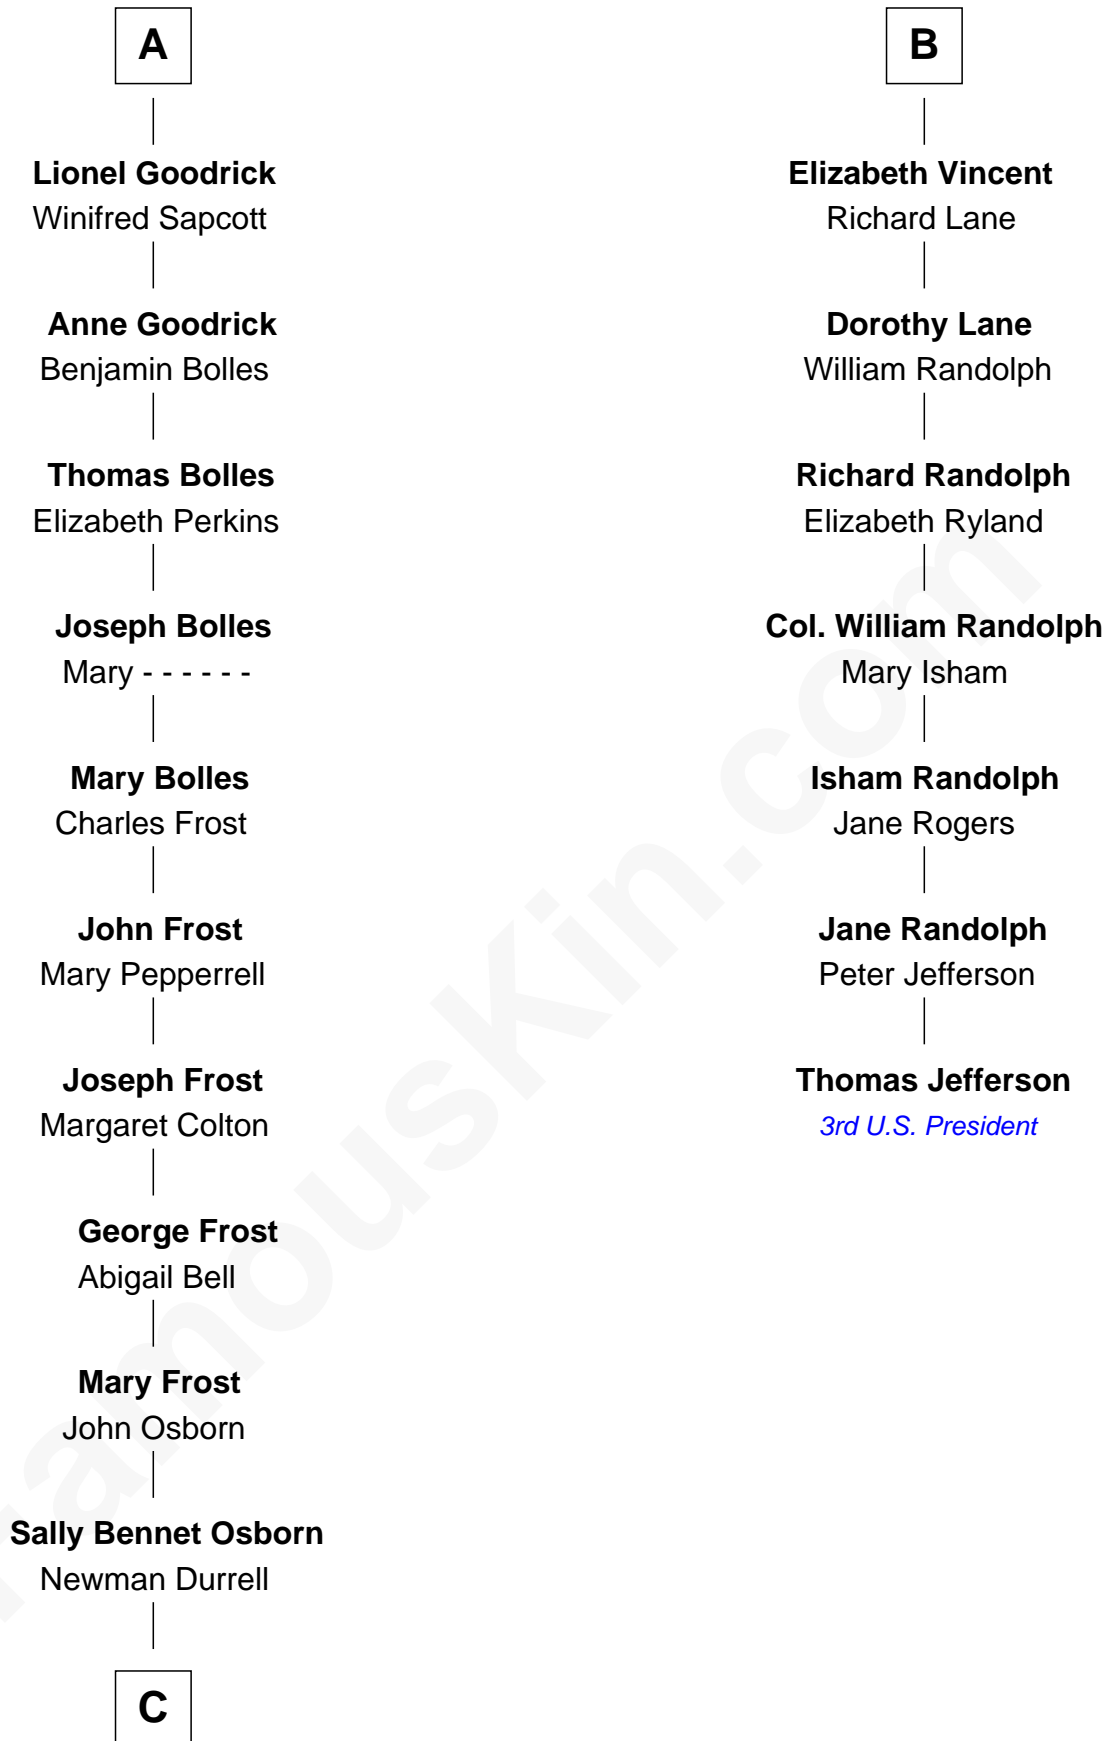 A
Lionel Goodrick
Winifred Sapcott
Anne Goodrick
Benjamin Bolles
Thomas Bolles
Elizabeth Perkins
Joseph Bolles
Mary - - - - - -
Mary Bolles
Charles Frost
John Frost
Mary Pepperrell
Joseph Frost
Margaret Colton
George Frost
Abigail Bell
Mary Frost
John Osborn
Sally Bennet Osborn
Newman Durrell
C
B
Elizabeth Vincent
Richard Lane
Dorothy Lane
William Randolph
Richard Randolph
Elizabeth Ryland
Col. William Randolph
Mary Isham
Isham Randolph
Jane Rogers
Jane Randolph
Peter Jefferson
Thomas Jefferson
3rd U.S. President
FamousKin.com